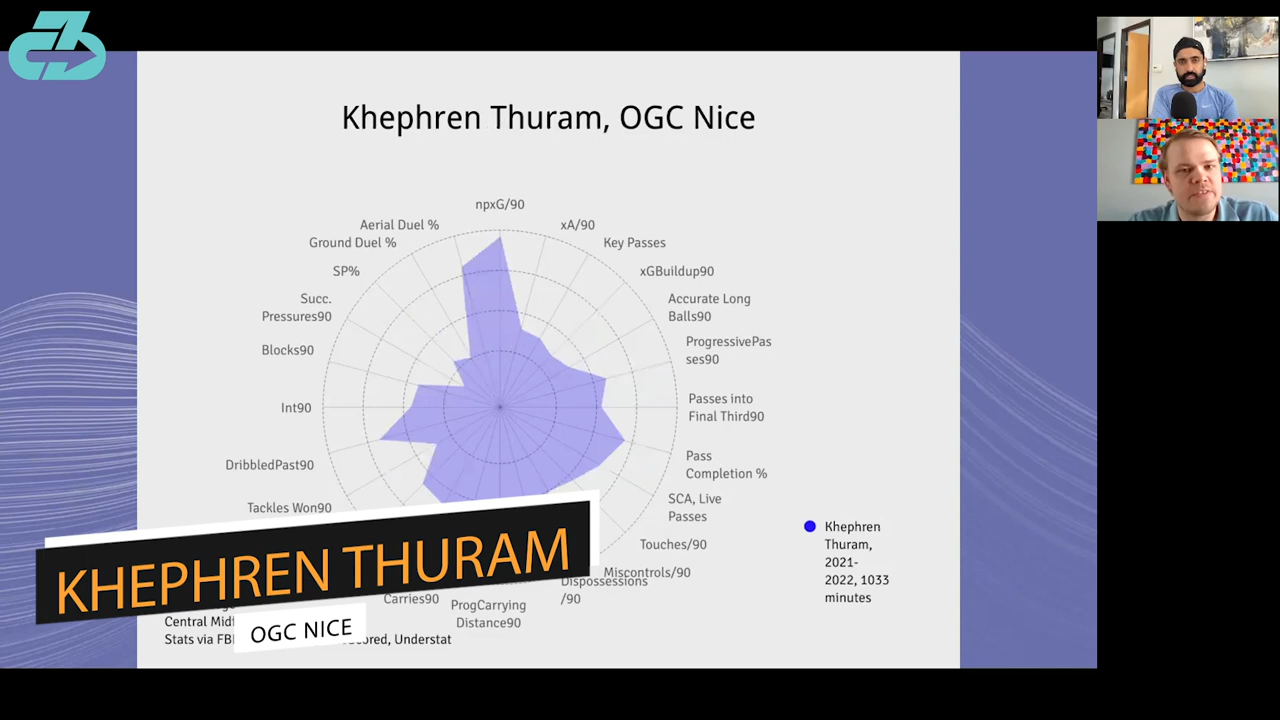 Khephren Thuram, OGC Nice
npxG/90
Aerial Duel %
xA/90
Ground Duel %
Key Passes
SP%
xGBuildup90
Succ.
Pressures90
Accurate Long
Balls90
Blocks90
ProgressivePas
ses90
Int90
Passes into
Final Third90
DribbledPast90
Pass
Completion %
Tackles Won90
SCA, Live
Passes
Touches/90
Miscontrols/90
Dispossessions
/90
Carries90
ProgCarrying
Distance90
Khephren
Thuram,
2021-
2022, 1033
minutes
KHEPHREN THURAM
OGC NICE
Central
Stats via
Understat